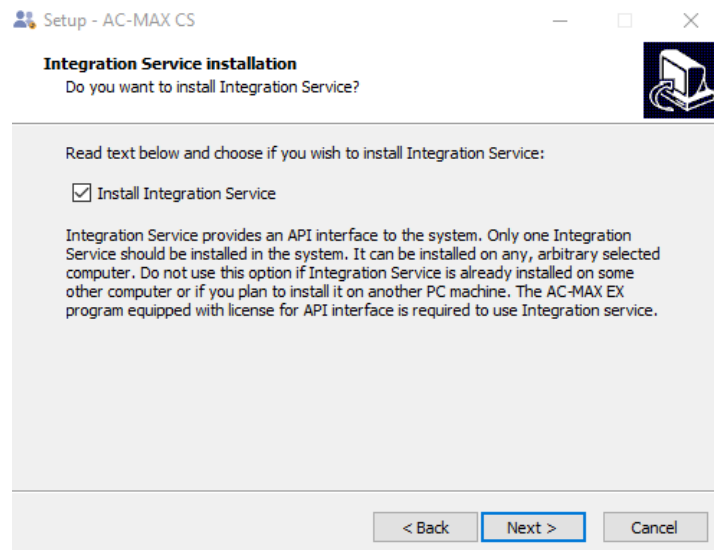 Setup - AC-MAX CS
Integration Service installation
Do you want to install Integration Service?
Read text below and choose if you wish to install Integration Service:
Install Integration Service
Integration Service provides an API interface to the system. Only one Integration
Service should be installed in the system. It can be installed on any, arbitrary selected
computer. Do not use this option if Integration Service is already installed on some
other computer or if you plan to install it on another PC machine. The AC-MAX EX
program equipped with license for API interface is required to use Integration service.
< Back
Next >
Cancel